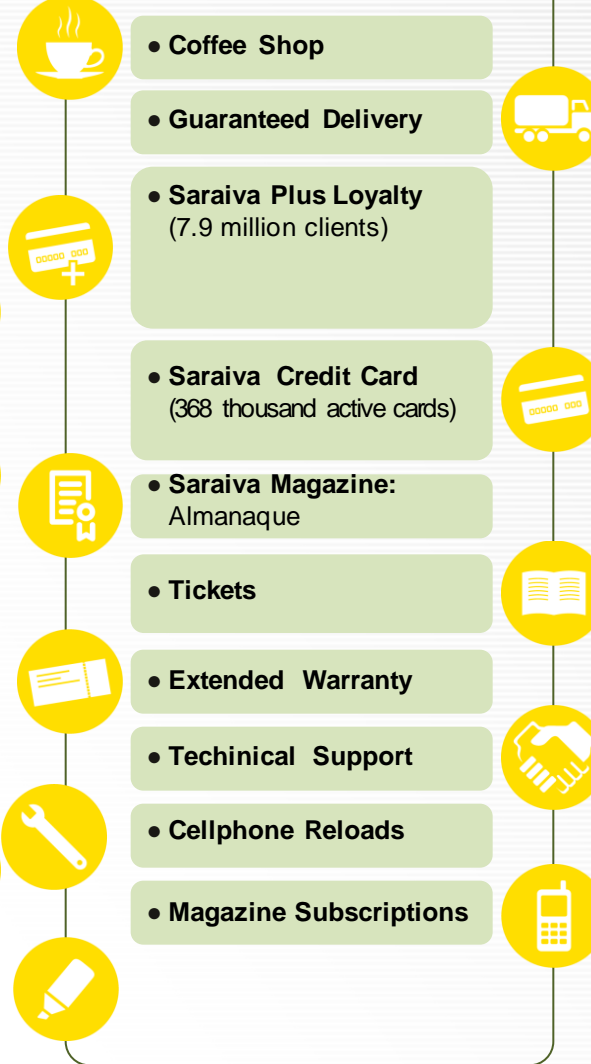 ● Coffee Shop
● Guaranteed Delivery
● Saraiva Plus Loyalty
(7.9 million clients)
● Saraiva Credit Card
(368 thousand active cards)
● Saraiva Magazine:
Almanaque
● Tickets
● Extended Warranty
● Techinical Support
● Cellphone Reloads
● Magazine Subscriptions